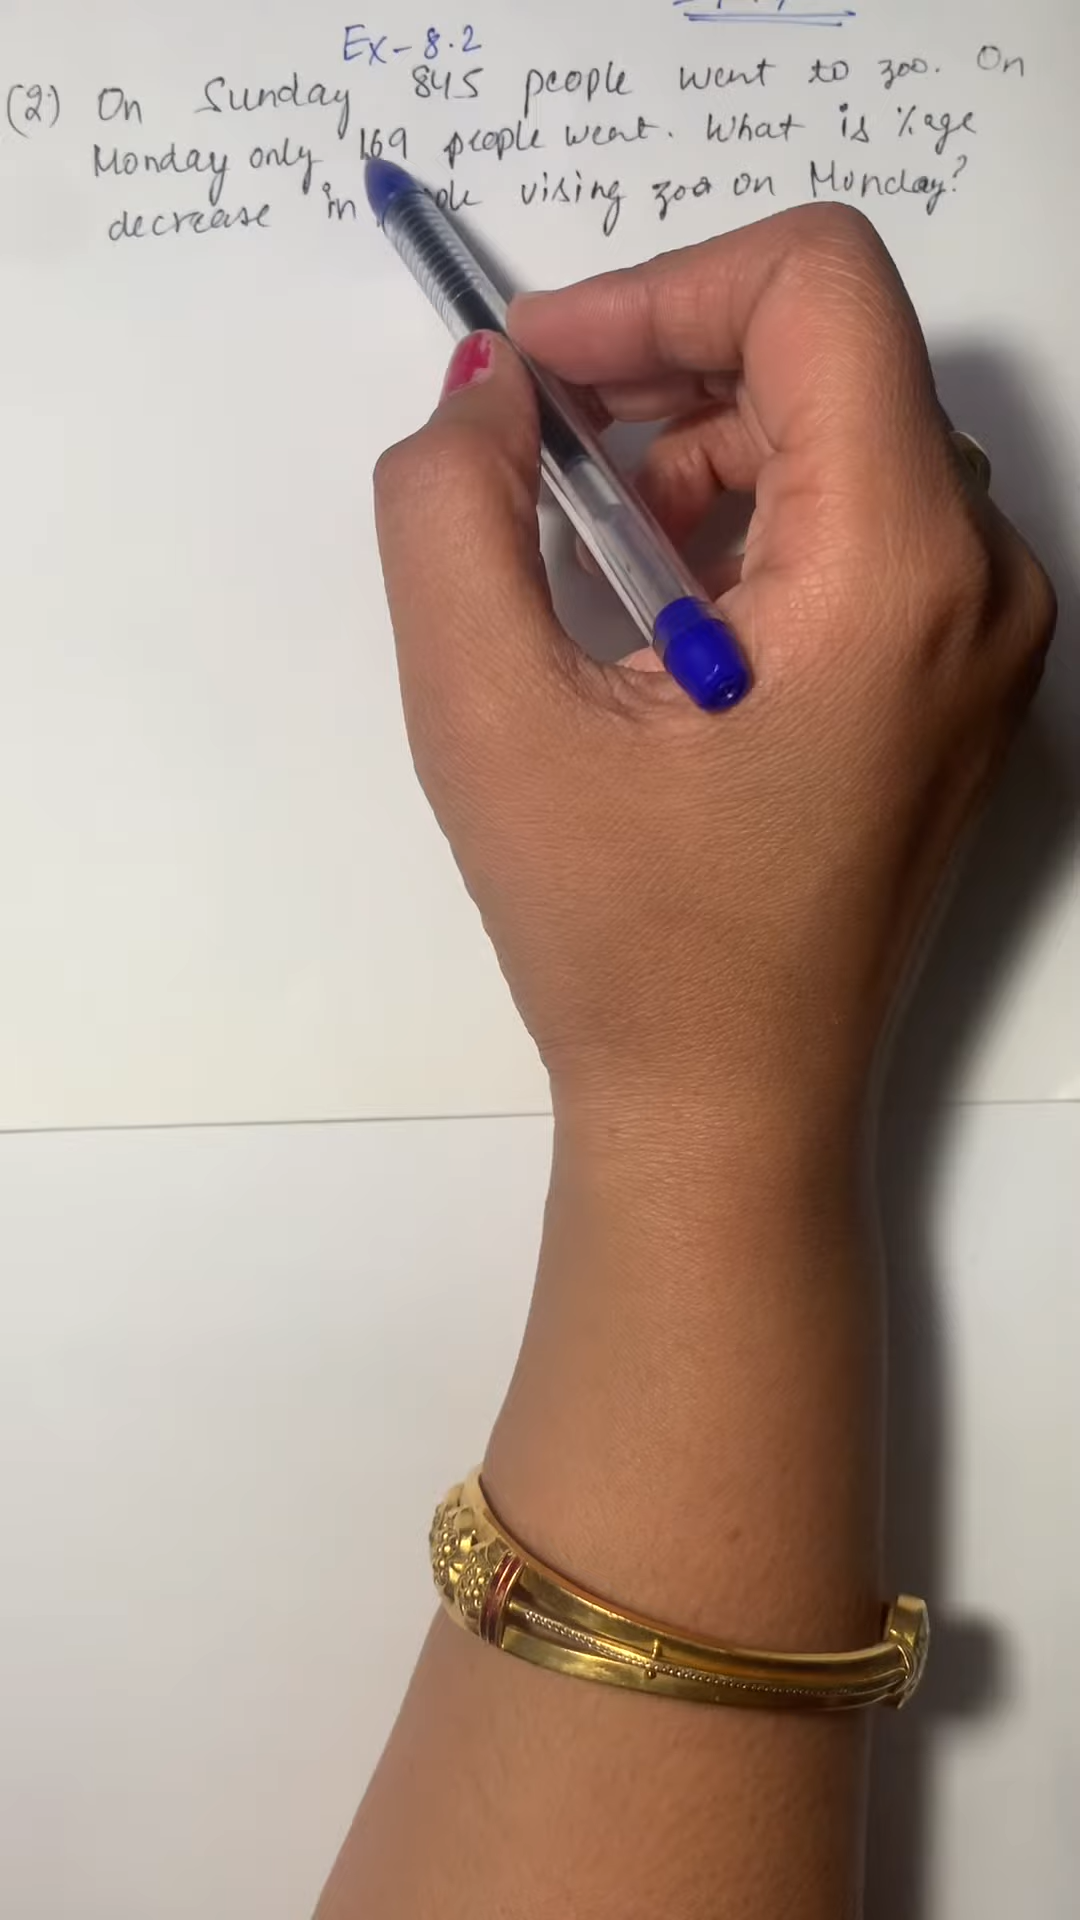 Ex-8.2
(2) On Sunday 845 people went to zoo. On
Monday only 169 people went. What is %age
decrease in vising zoo on Monday?